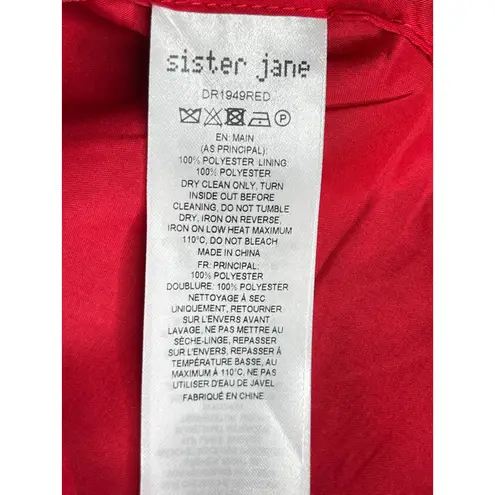 sister jane
DR1949RED
P
EN: MAIN
(AS PRINCIPAL):
100% POLYESTER LINING:
100% POLYESTER
DRY CLEAN ONLY, TURN
INSIDE OUT BEFORE
CLEANING, DO NOT TUMBLE
DRY, IRON ON REVERSE,
IRON ON LOW HEAT MAXIMUM
110°C, DO NOT BLEACH
MADE IN CHINA
FR: PRINCIPAL:
100% POLYESTER
DOUBLURE: 100% POLYESTER
NETTOYAGE À SEC
UNIQUEMENT, RETOURNER
SUR L'ENVERS AVANT
LAVAGE, NE PAS METTRE AU
SÈCHE-LINGE, REPASSER
SUR L'ENVERS, REPASSER À
TEMPÉRATURE BASSE, AU
MAXIMUM À 110°C, NE PAS
UTILISER D'EAU DE JAVEL
FABRIQUÉ EN CHINE